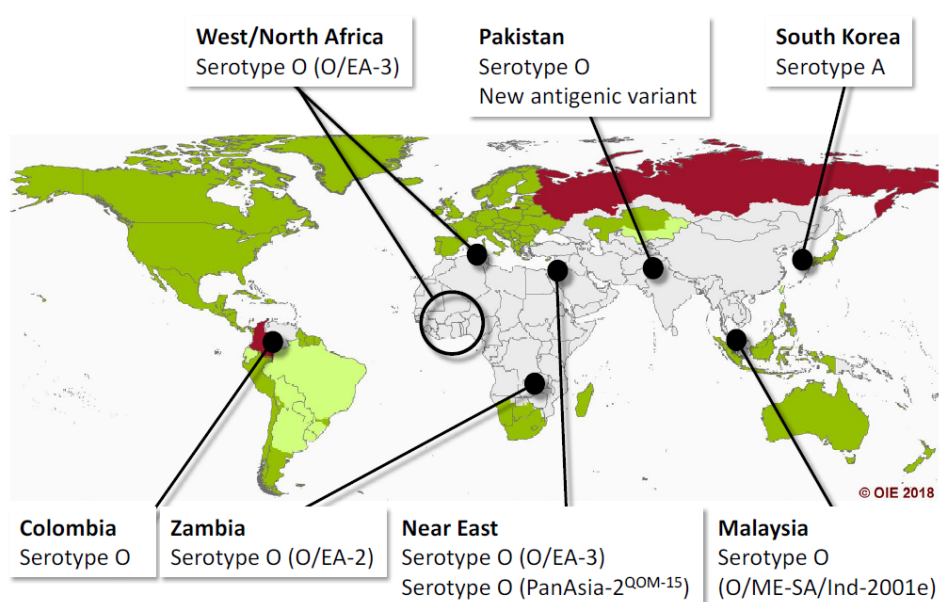 West/North Africa
Serotype O (O/EA-3)
Pakistan
Serotype O
New antigenic variant
South Korea
Serotype A
© OIE 2018
Colombia
Serotype O
Zambia
Serotype O (O/EA-2)
Near East
Serotype O (O/EA-3)
Serotype O (PanAsia-2QOM-15)
Malaysia
Serotype O
(O/ME-SA/Ind-2001e)